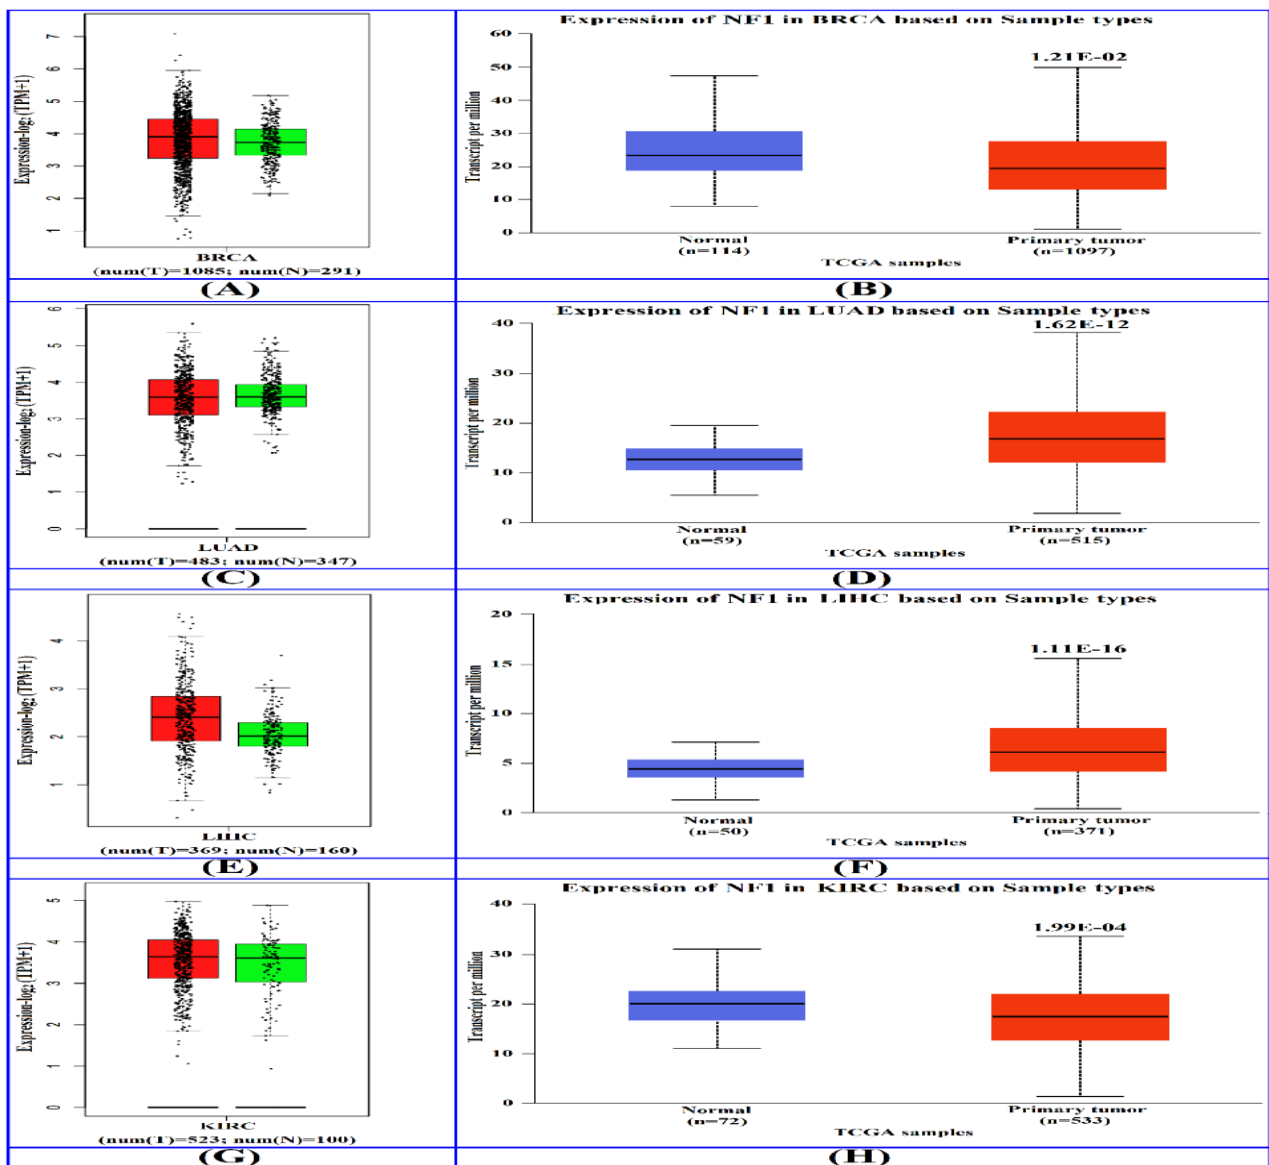 Expression-log₂(TPM+1)
7
6
5
4
3
2
1
BRCA
(num(T)=1085; num(N)=291)
(A)
Expression of NF1 in BRCA based on Sample types
Transcript per million
60
50
40
30
20
10
0
1.21E-02
Normal
(n=114)
Primary tumor
(n=1097)
TCGA samples
(B)
Expression-log₂(TPM+1)
6
5
4
3
2
1
0
LUAD
(num(T)=483; num(N)=347)
(C)
Expression of NF1 in LUAD based on Sample types
Transcript per million
40
30
20
10
0
1.62E-12
Normal
(n=59)
Primary tumor
(n=515)
TCGA samples
(D)
Expression-log₂(TPM+1)
4
3
2
1
LIHC
(num(T)=369; num(N)=160)
(E)
Expression of NF1 in LIHC based on Sample types
Transcript per million
20
15
10
5
0
1.11E-16
Normal
(n=50)
Primary tumor
(n=371)
TCGA samples
(F)
Expression-log₂(TPM+1)
5
4
3
2
1
0
KIRC
(num(T)=523; num(N)=100)
(G)
Expression of NF1 in KIRC based on Sample types
Transcript per million
40
30
20
10
0
1.99E-04
Normal
(n=72)
Primary tumor
(n=533)
TCGA samples
(H)